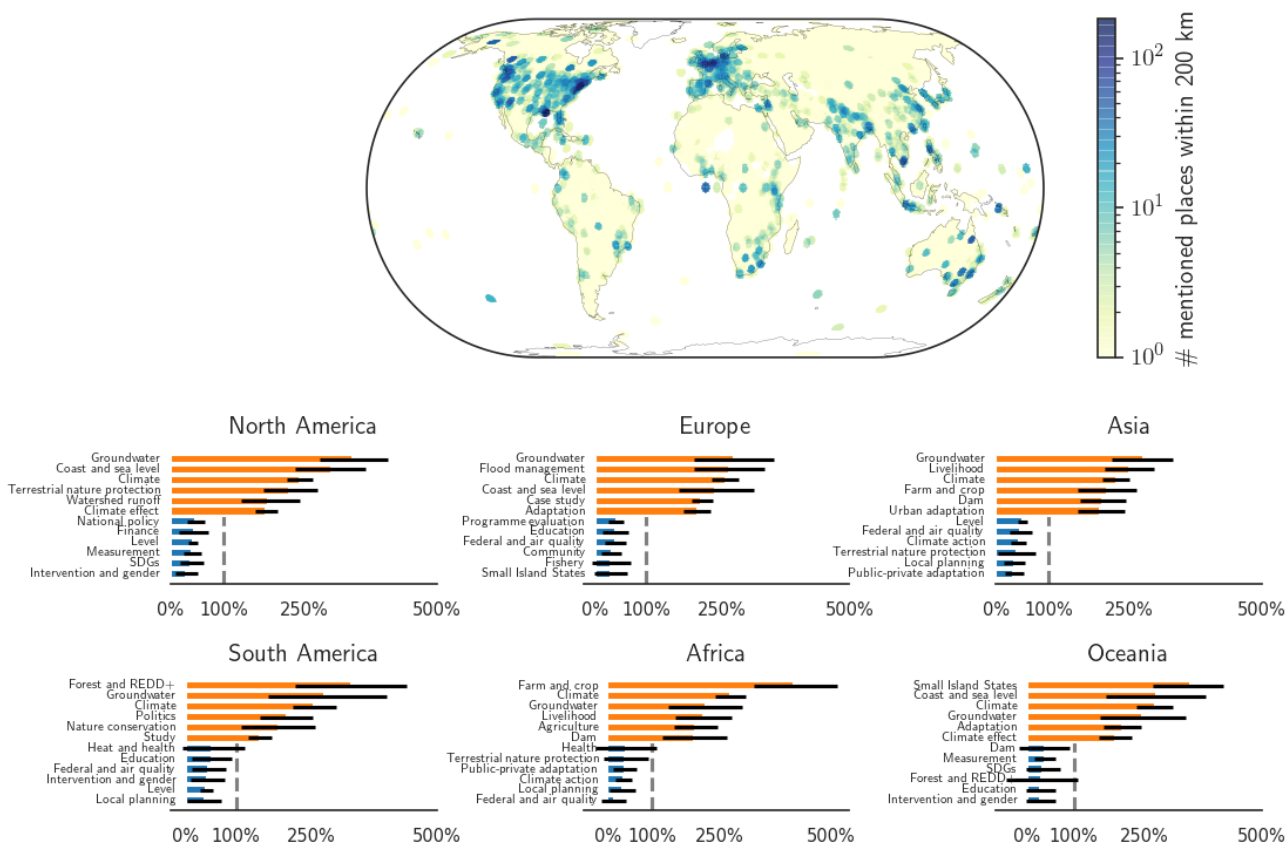 10²
10¹
10⁰
# mentioned places within 200 km
North America
Groundwater
Coast and sea level
Climate
Terrestrial nature protection
Watershed runoff
Climate effect
National policy
Finance
Level
Measurement
SDGs
Intervention and gender
0% 100% 250% 500%
Europe
Groundwater
Flood management
Climate
Coast and sea level
Case study
Adaptation
Programme evaluation
Education
Federal and air quality
Community
Fishery
Small Island States
0% 100% 250% 500%
Asia
Groundwater
Livelihood
Climate
Farm and crop
Dam
Urban adaptation
Level
Federal and air quality
Climate action
Terrestrial nature protection
Local planning
Public-private adaptation
0% 100% 250% 500%
South America
Forest and REDD+
Groundwater
Climate
Politics
Nature conservation
Study
Heat and health
Education
Federal and air quality
Intervention and gender
Level
Local planning
0% 100% 250% 500%
Africa
Farm and crop
Climate
Groundwater
Livelihood
Agriculture
Dam
Health
Terrestrial nature protection
Public-private adaptation
Climate action
Local planning
Federal and air quality
0% 100% 250% 500%
Oceania
Small Island States
Coast and sea level
Climate
Groundwater
Adaptation
Climate effect
Dam
Measurement
SDGs
Forest and REDD+
Education
Intervention and gender
0% 100% 250% 500%